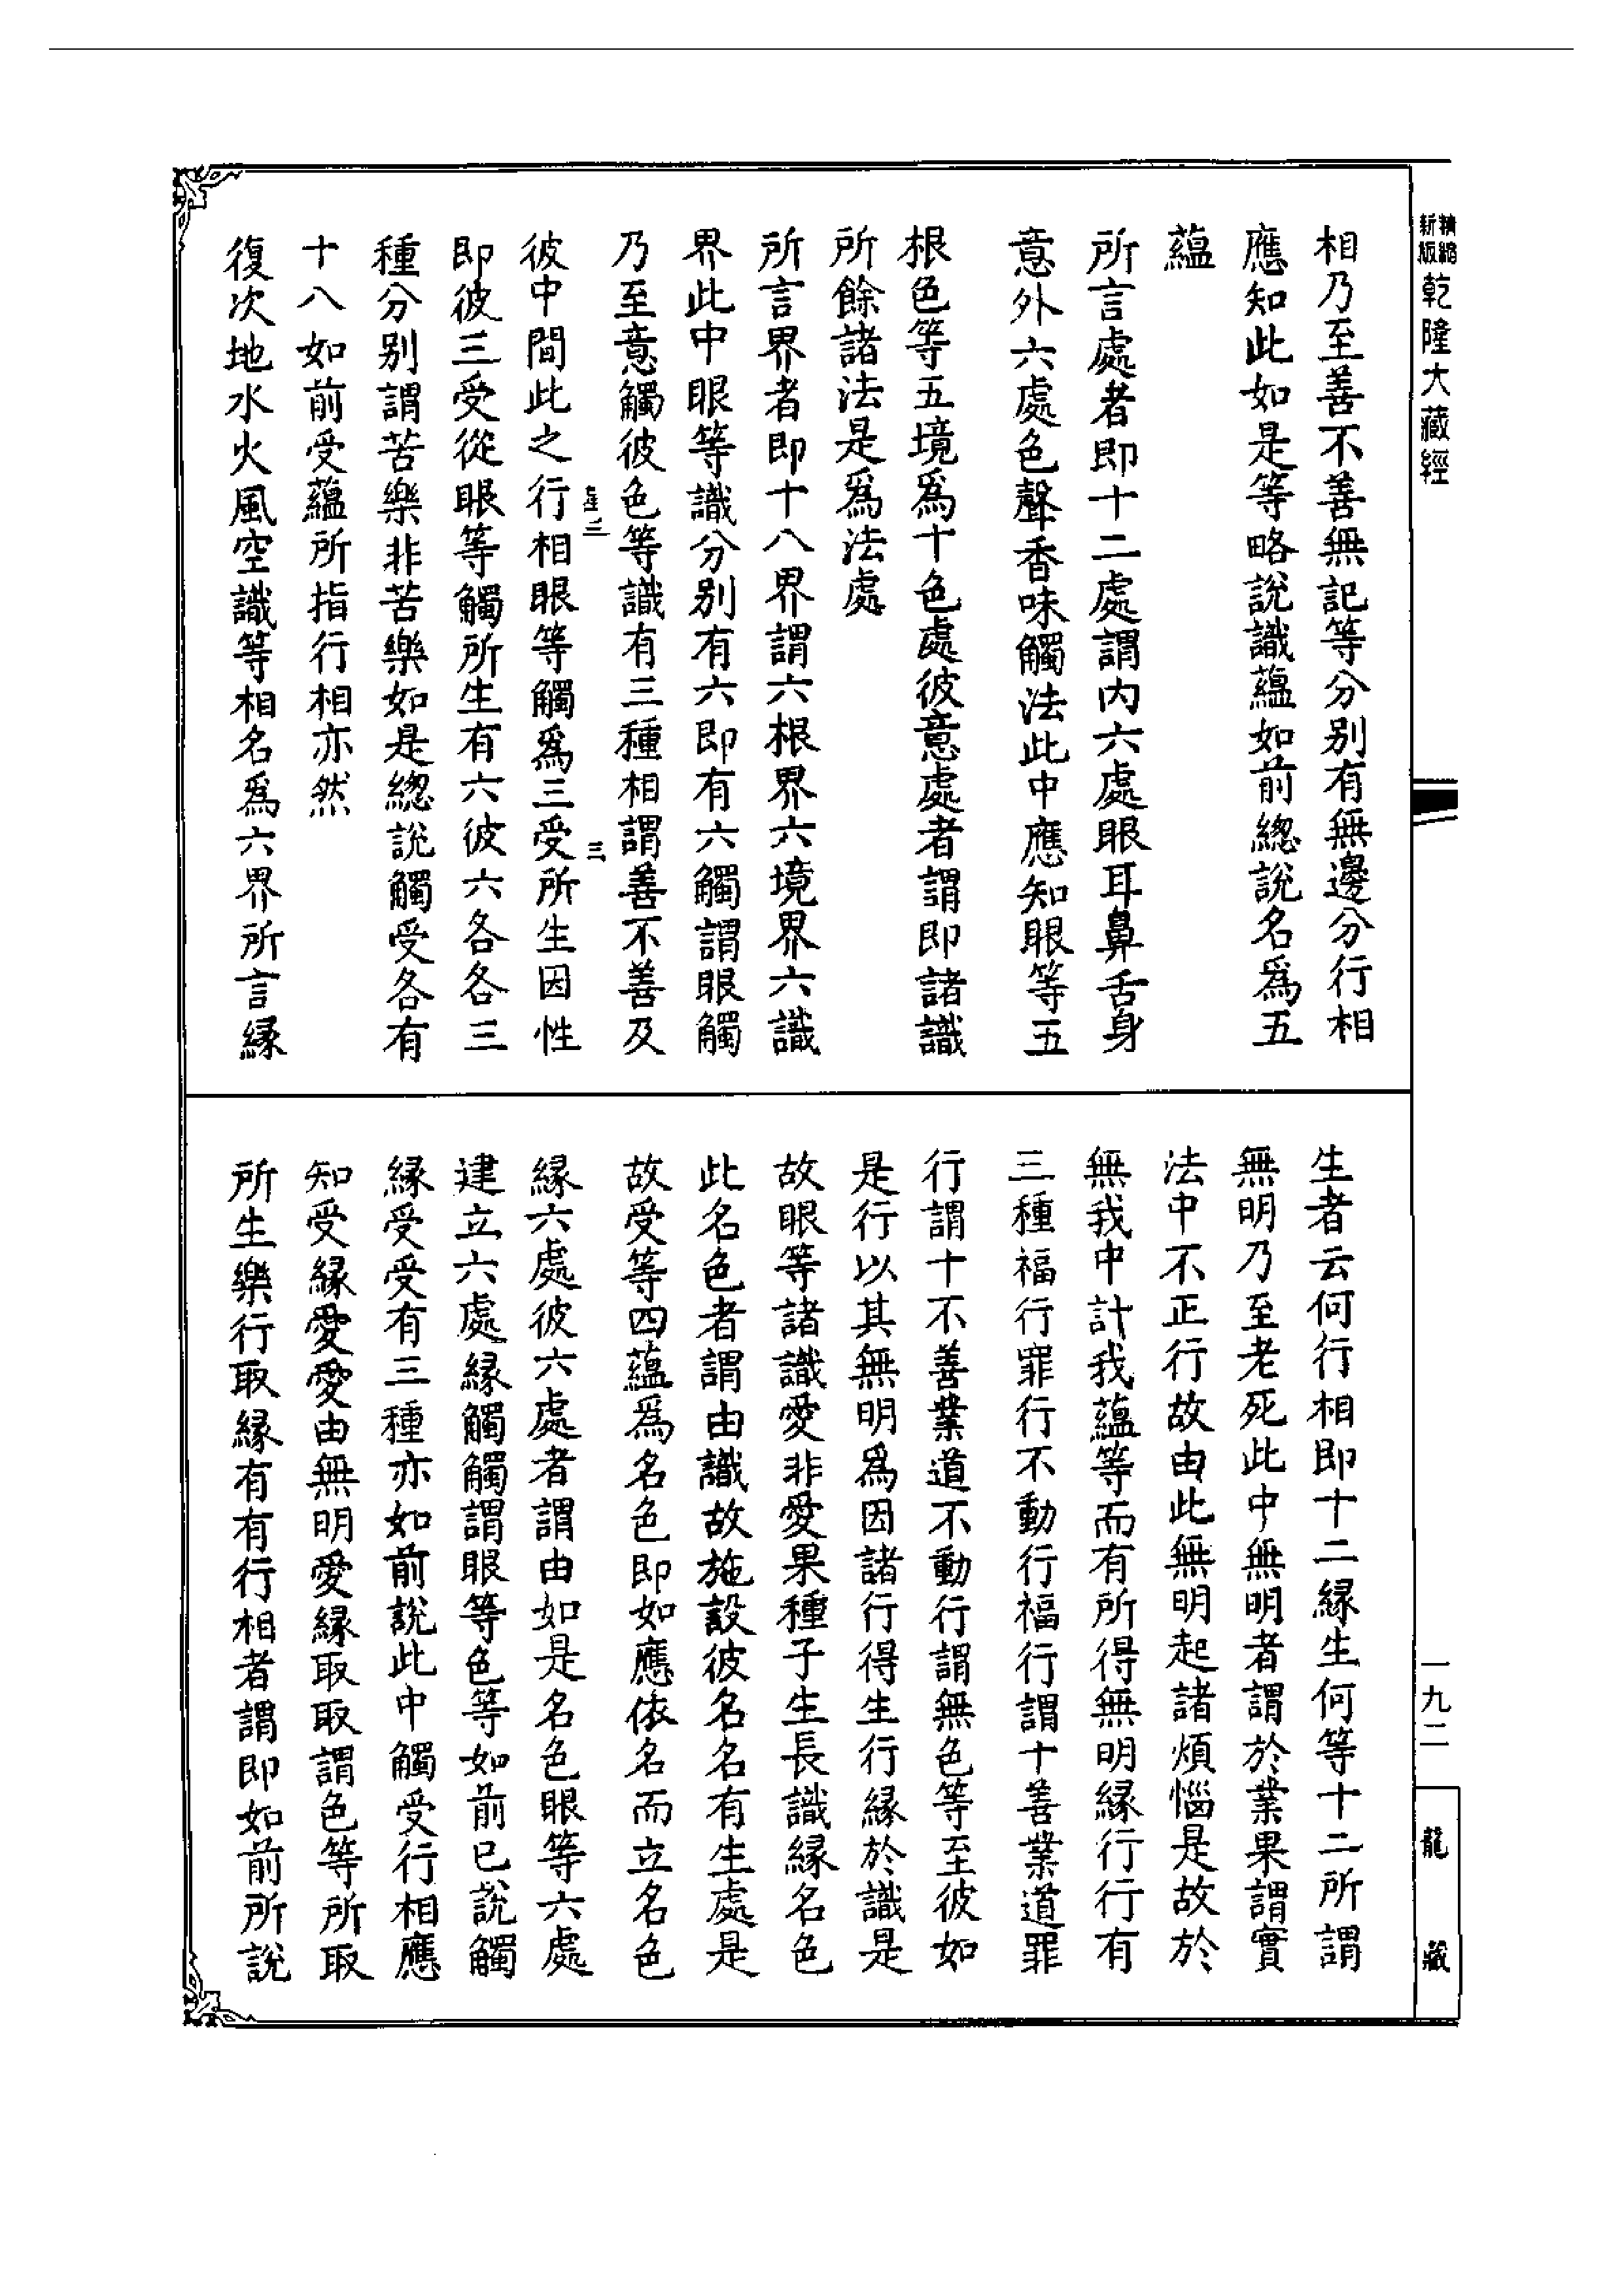 精縮
新版
乾隆大藏經
相乃至善不善無記等分别有無邊分行相
應知此如是等略說識蘊如前緫說名爲五
蘊
所言處者即十二處謂内六處眼耳鼻舌身
意外六處色聲香味觸法此中應知眼等五
根色等五境爲十色處彼意處者謂即諸識
所餘諸法是爲法處
所言界者即十八界謂六根界六境界六識
界此中眼等識分别有六即有六觸謂眼觸
乃至意觸彼色等識有三種相謂善不善及
三
彼中間此之行相眼等觸爲三受所生因性
即彼三受從眼等觸所生有六彼六各各三
種分别謂苦樂非苦樂如是緫說觸受各有
十八如前受蘊所指行相亦然
復次地水火風空識等相名爲六界所言縁
生者云何行相即十二縁生何等十二所謂
無明乃至老死此中無明者謂於業果謂實
法中不正行故由此無明起諸煩惱是故於
無我中計我蘊等而有所得無明縁行行有
三種福行罪行不動行福行謂十善業道罪
行謂十不善業道不動行謂無色等至彼如
是行以其無明爲因諸行得生行縁於識是
故眼等諸識愛非愛果種子生長識縁名色
此名色者謂由識故施設彼名名有生處是
故受等四蘊爲名色即如應依名而立名色
縁六處彼六處者謂由如是名色眼等六處
建立六處縁觸觸謂眼等色等如前已說觸
縁受受有三種亦如前說此中觸受行相應
知受縁愛愛由無明愛縁取取謂色等所取
所生樂行取縁有有行相者謂即如前所說
一九二
龍藏